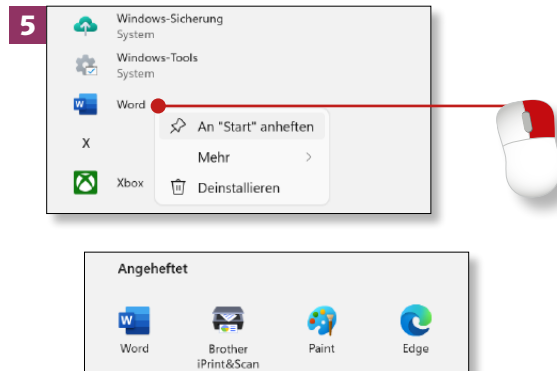 5
Windows-Sicherung
System
Windows-Tools
System
Word
An "Start" anheften
X
Mehr
Xbox
Deinstallieren
Angeheftet
Word
Brother
iPrint&Scan
Paint
Edge